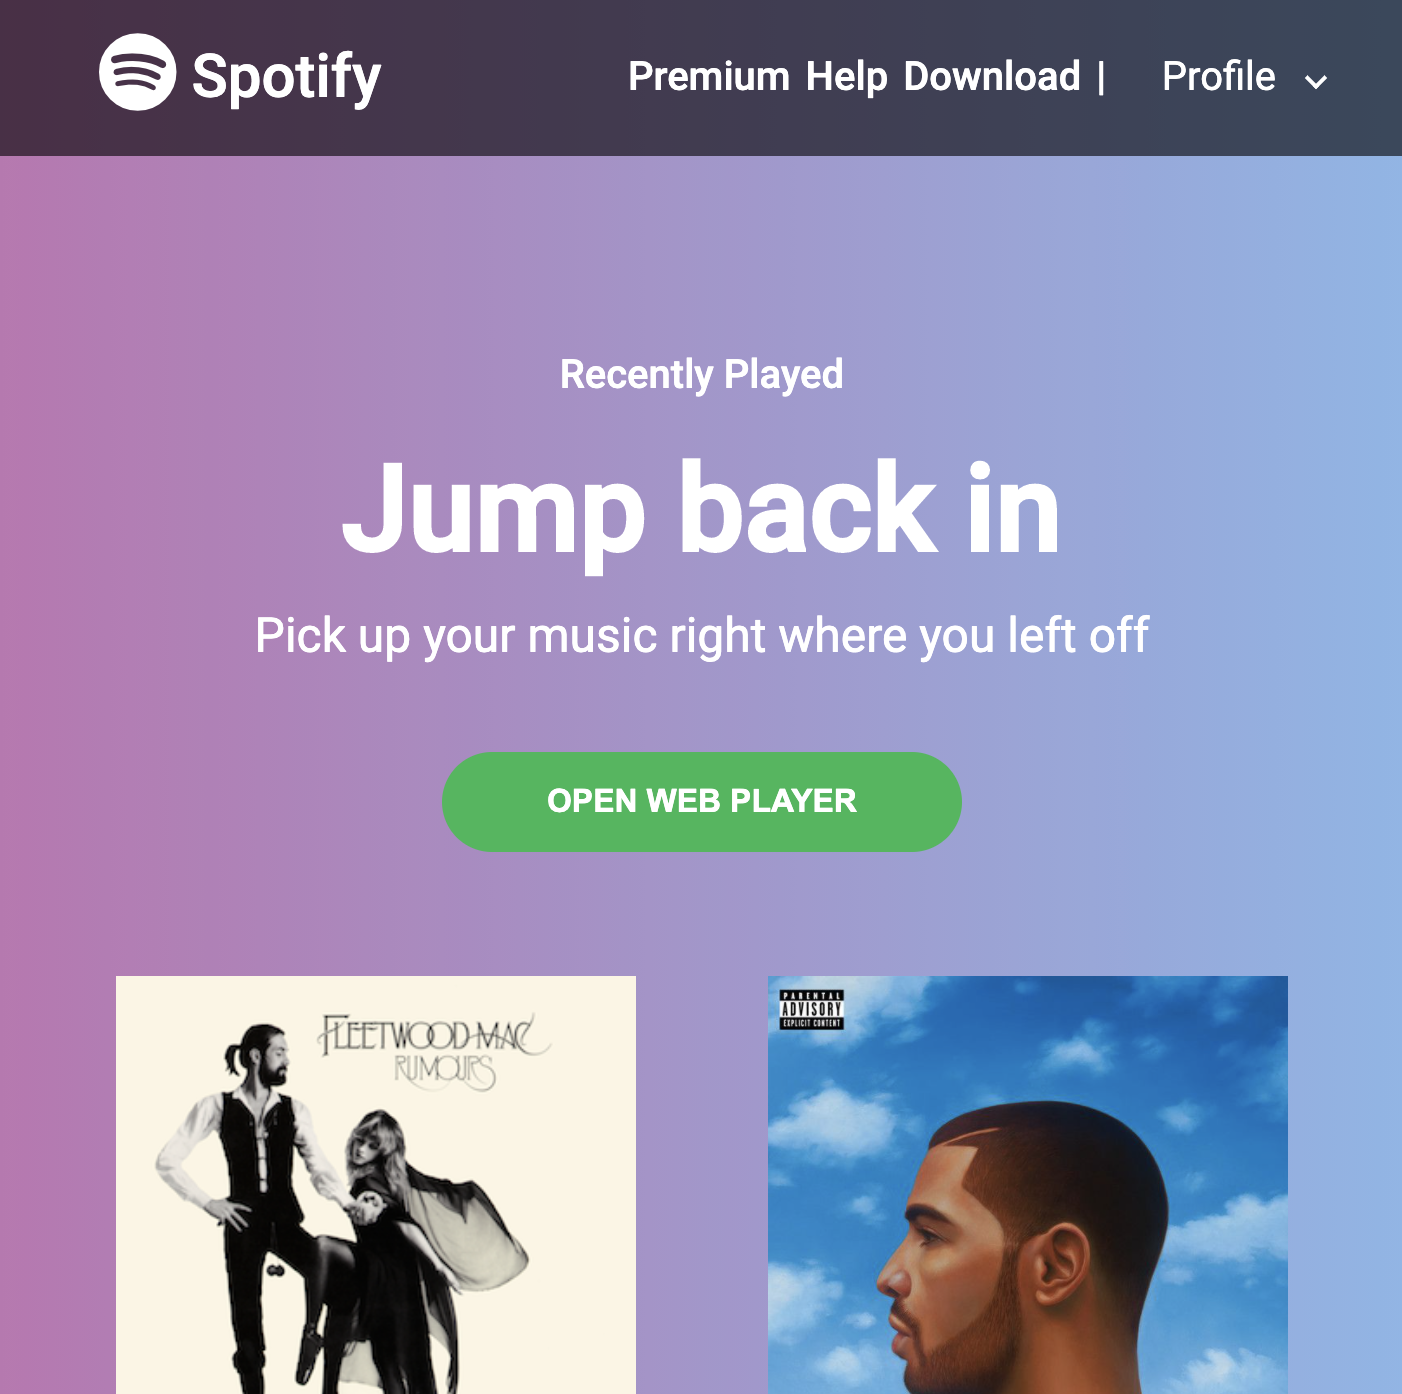 Spotify
Premium Help Download | Profile
Recently Played
Jump back in
Pick up your music right where you left off
OPEN WEB PLAYER
FLEETWOOD MAC
RUMOURS
PARENTAL
ADVISORY
EXPLICIT CONTENT